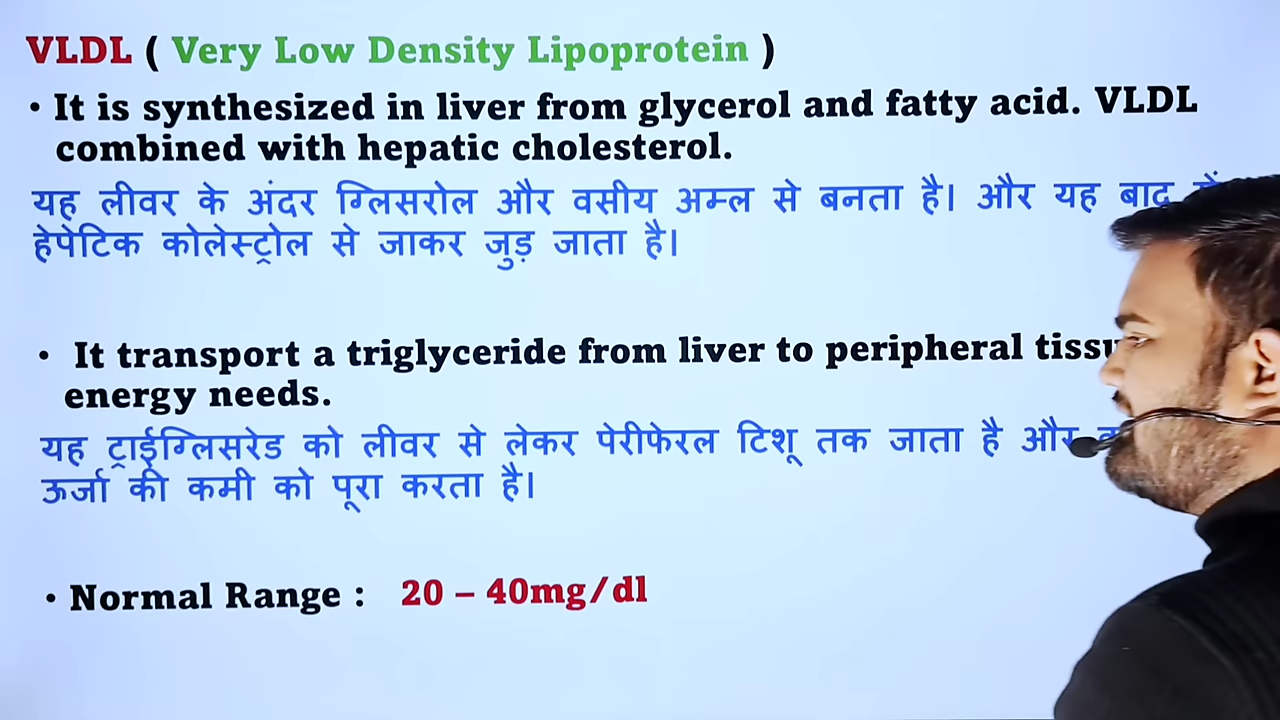 VLDL ( Very Low Density Lipoprotein )
• It is synthesized in liver from glycerol and fatty acid. VLDL
combined with hepatic cholesterol.
यह लीवर के अंदर ग्लिसरोल और वसीय अम्ल से बनता है। और यह बाद
हेपेटिक कोलेस्ट्रोल से जाकर जुड़ जाता है।
• It transport a triglyceride from liver to peripheral
energy needs.
यह ट्राईग्लिसरेड को लीवर से लेकर पेरीफेरल टिशू तक जाता है और
ऊर्जा की कमी को पूरा करता है।
• Normal Range : 20 – 40mg/dl